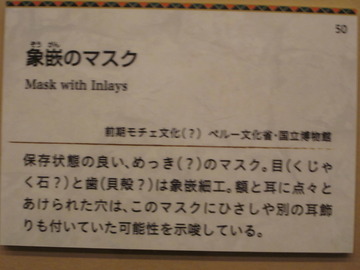 50
ぞう がん
象嵌のマスク
Mask with Inlays
前期モチェ文化(?) ペルー文化省・国立博物館
保存状態の良い、めっき(?)のマスク。目(くじゃ
く石?)と歯(貝殻?)は象嵌細工。額と耳に点々と
あけられた穴は、このマスクにひさしや別の耳飾
りも付いていた可能性を示唆している。